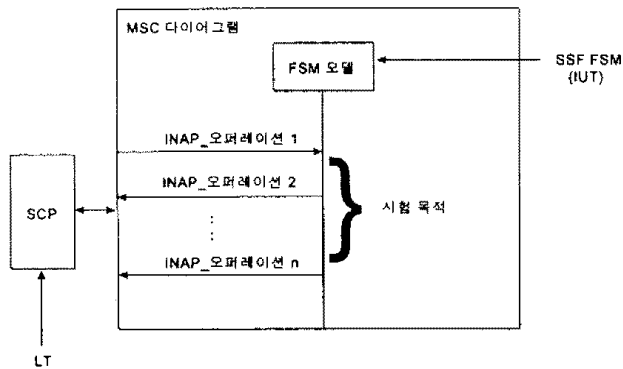 MSC 다이어그램
FSM 모델
SSF FSM
(IUT)
INAP_오퍼레이션 1
INAP_오퍼레이션 2
SCP
시험 목적
INAP_오퍼레이션 n
LT